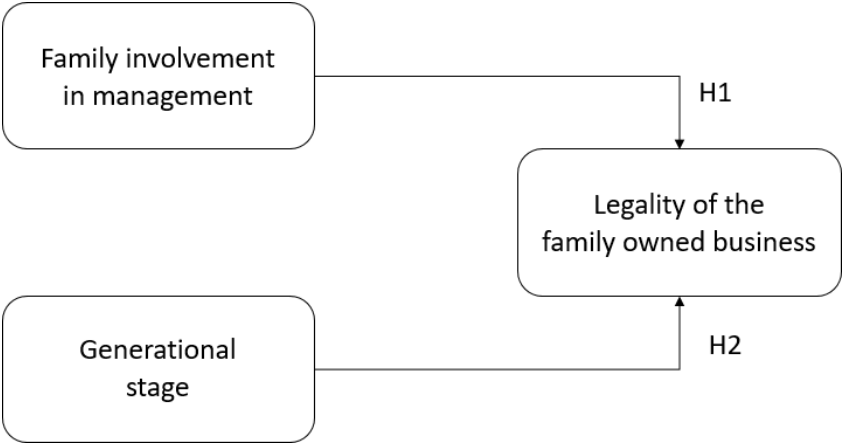 Family involvement
in management
H1
Legality of the
family owned business
H2
Generational
stage